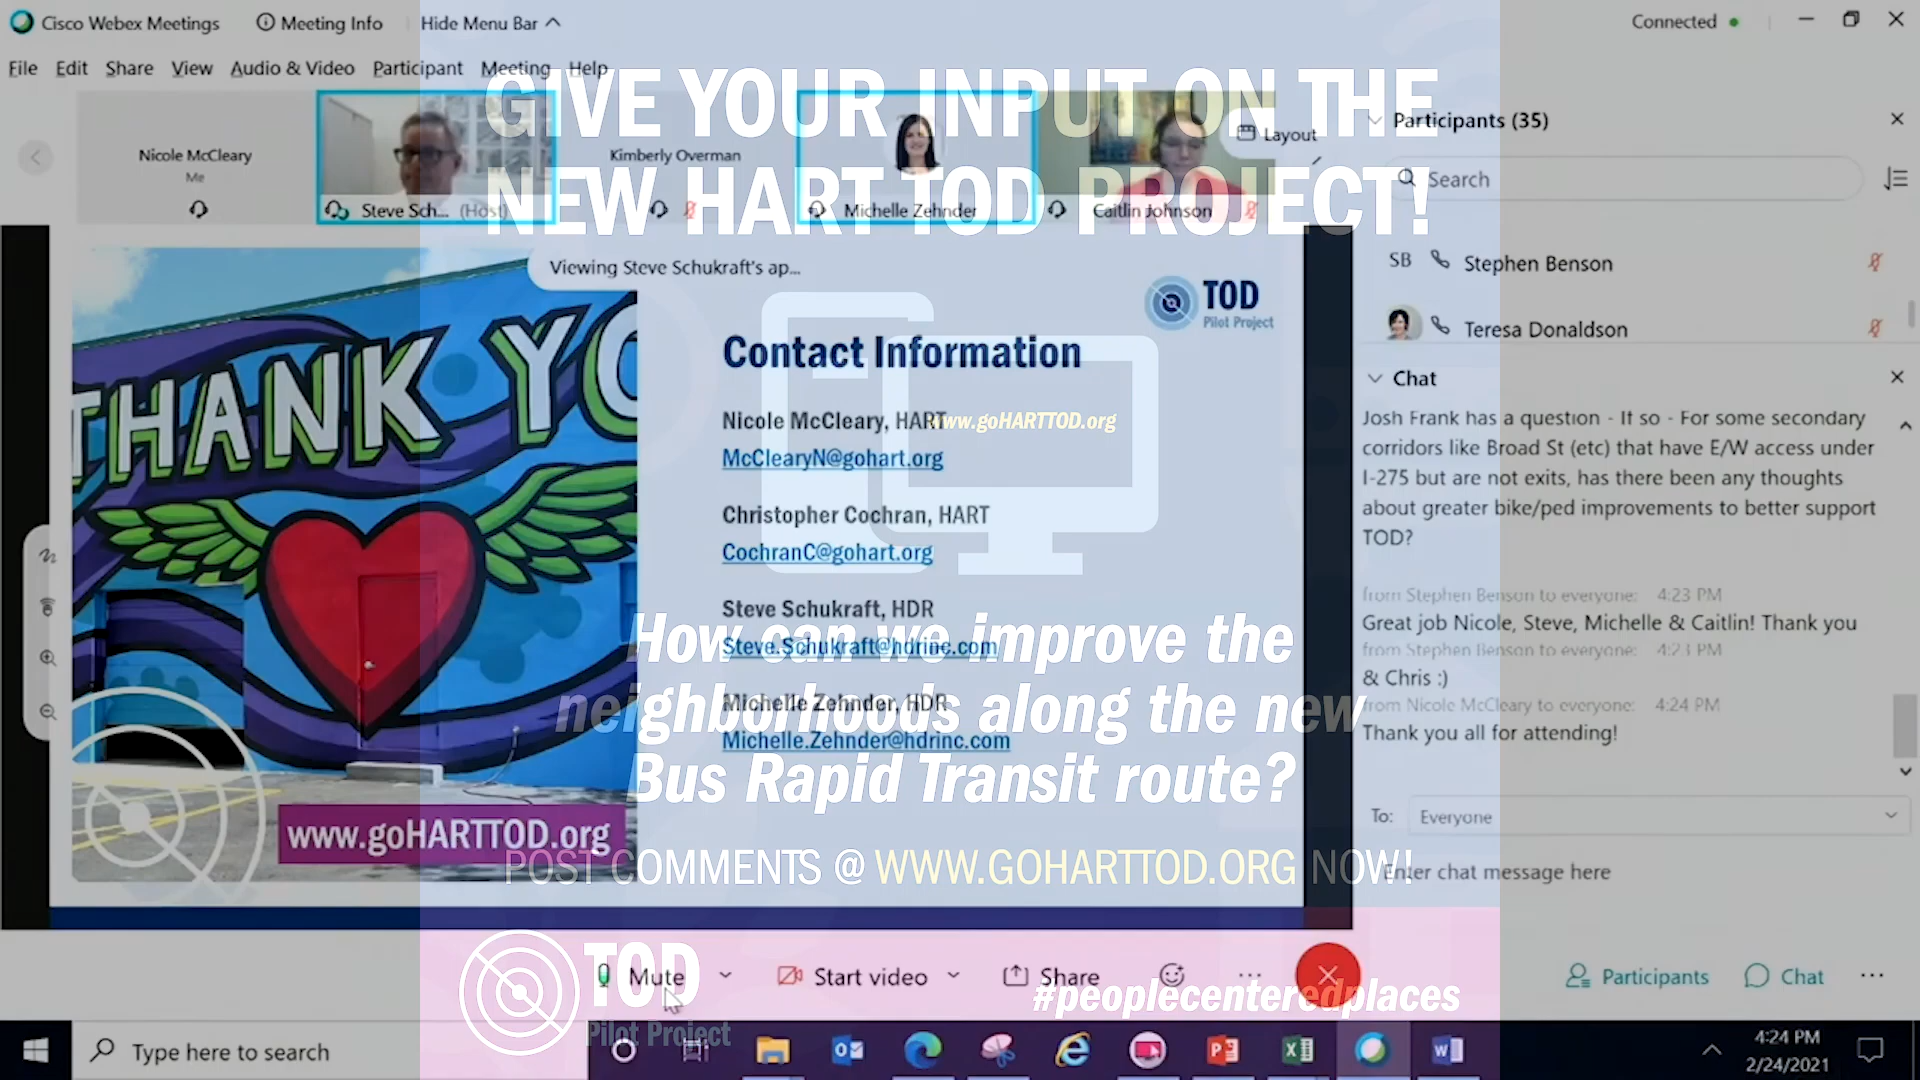 Cisco Webex Meetings
Meeting Info
Hide Menu Bar
Connected
File Edit Share View Audio & Video Participant Meeting Help
GIVE YOUR INPUT ON THE
NEW HART TOD PROJECT!
Nicole McCleary
Me
Steve Sch... (Host)
Kimberly Overman
Michelle Zehnder
Caitlin Johnson
Layout
Participants (35)
Search
SB Stephen Benson
Teresa Donaldson
Viewing Steve Schukraft's ap...
THANK YO
TOD
Pilot Project
Contact Information
Nicole McCleary, HART
www.goHARTTOD.org
McClearyN@gohart.org
Christopher Cochran, HART
CochranC@gohart.org
Steve Schukraft, HDR
Steve.Schukraft@hdrinc.com
Michelle Zehnder, HDR
Michelle.Zehnder@hdrinc.com
www.goHARTTOD.org
How can we improve the
neighborhoods along the new
Bus Rapid Transit route?
POST COMMENTS @ WWW.GOHARTTOD.ORG NOW!
Chat
Josh Frank has a question - If so - For some secondary
corridors like Broad St (etc) that have E/W access under
I-275 but are not exits, has there been any thoughts
about greater bike/ped improvements to better support
TOD?
from Stephen Benson to everyone: 4:23 PM
Great job Nicole, Steve, Michelle & Caitlin! Thank you
from Stephen Benson to everyone: 4:23 PM
& Chris :)
from Nicole McCleary to everyone: 4:24 PM
Thank you all for attending!
To: Everyone
Enter chat message here
TOD
Pilot Project
Mute
Start video
Share
#peoplecenteredplaces
Participants
Chat
Type here to search
4:24 PM
2/24/2021